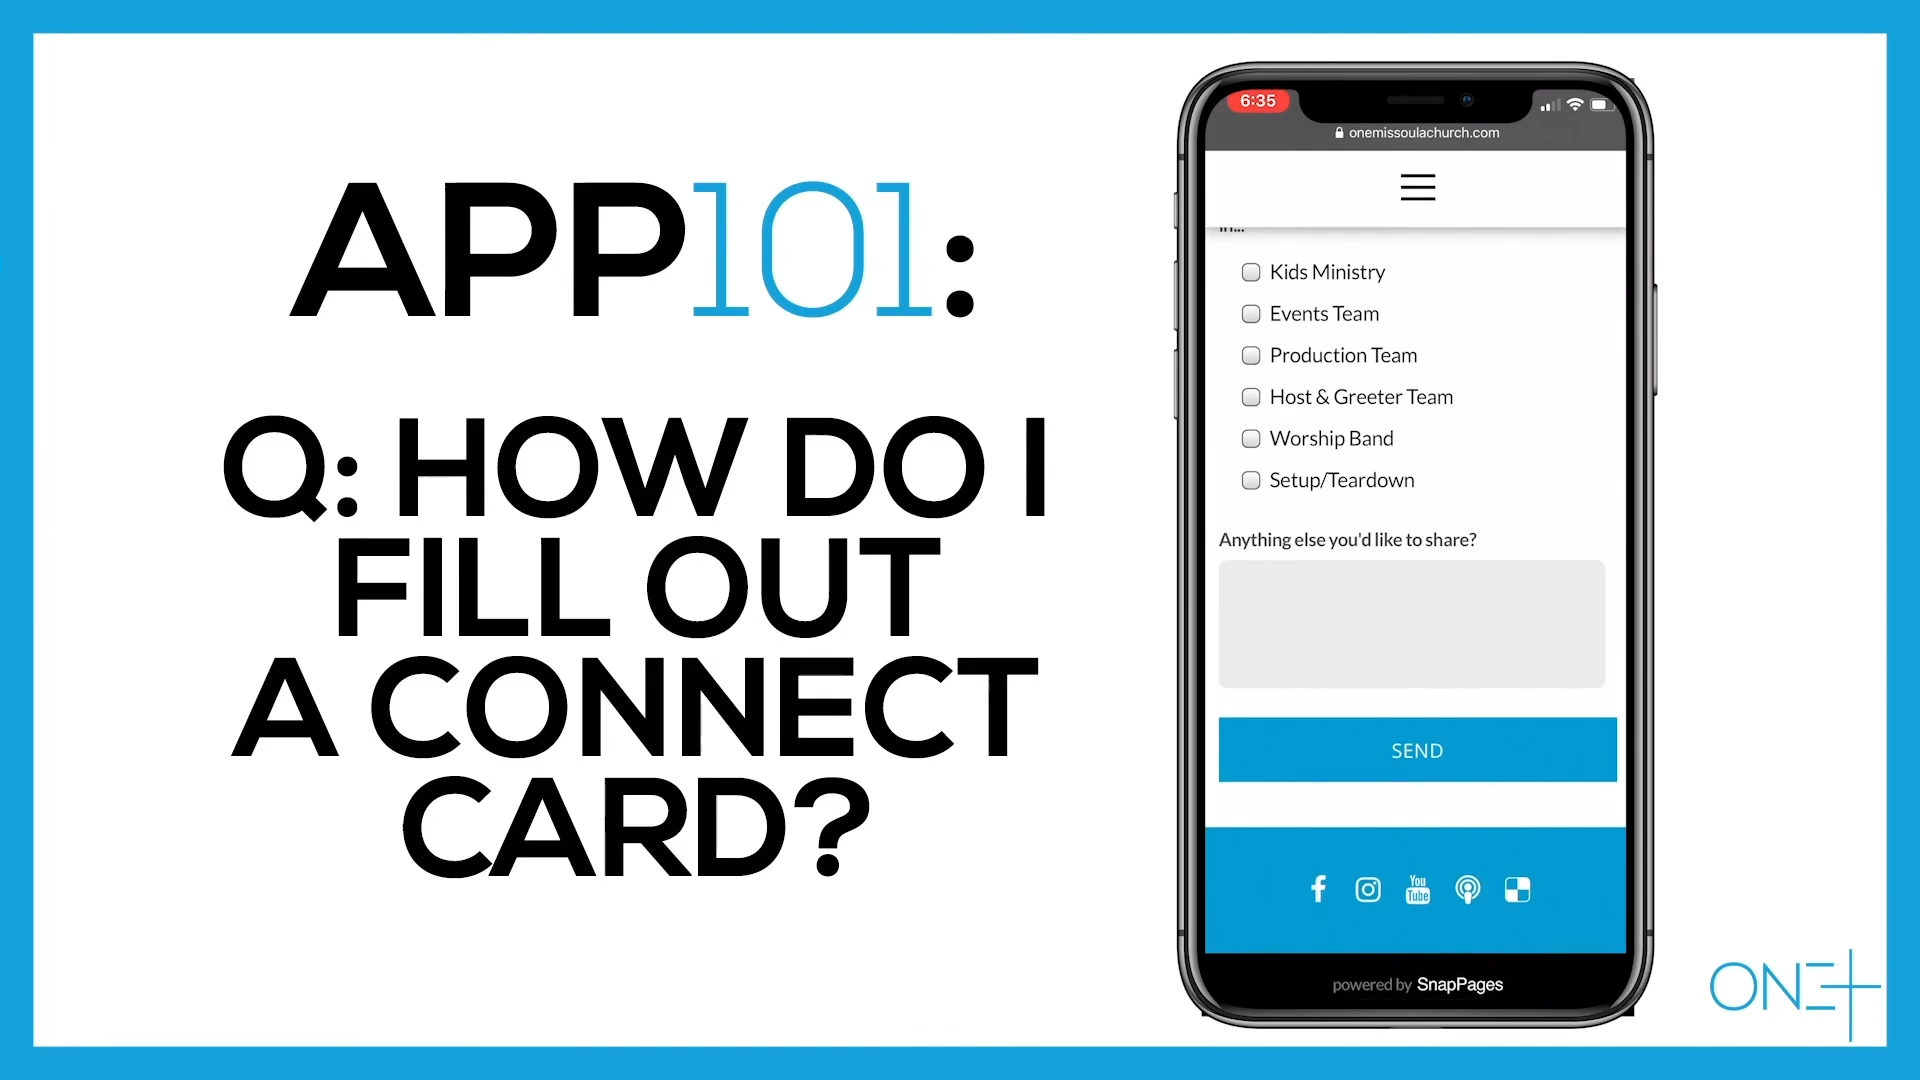 APP101:
Q: HOW DO I
FILL OUT
A CONNECT
CARD?
6:35
onemissoulachurch.com
Kids Ministry
Events Team
Production Team
Host & Greeter Team
Worship Band
Setup/Teardown
Anything else you'd like to share?
SEND
You
Tube
powered by SnapPages
ONE